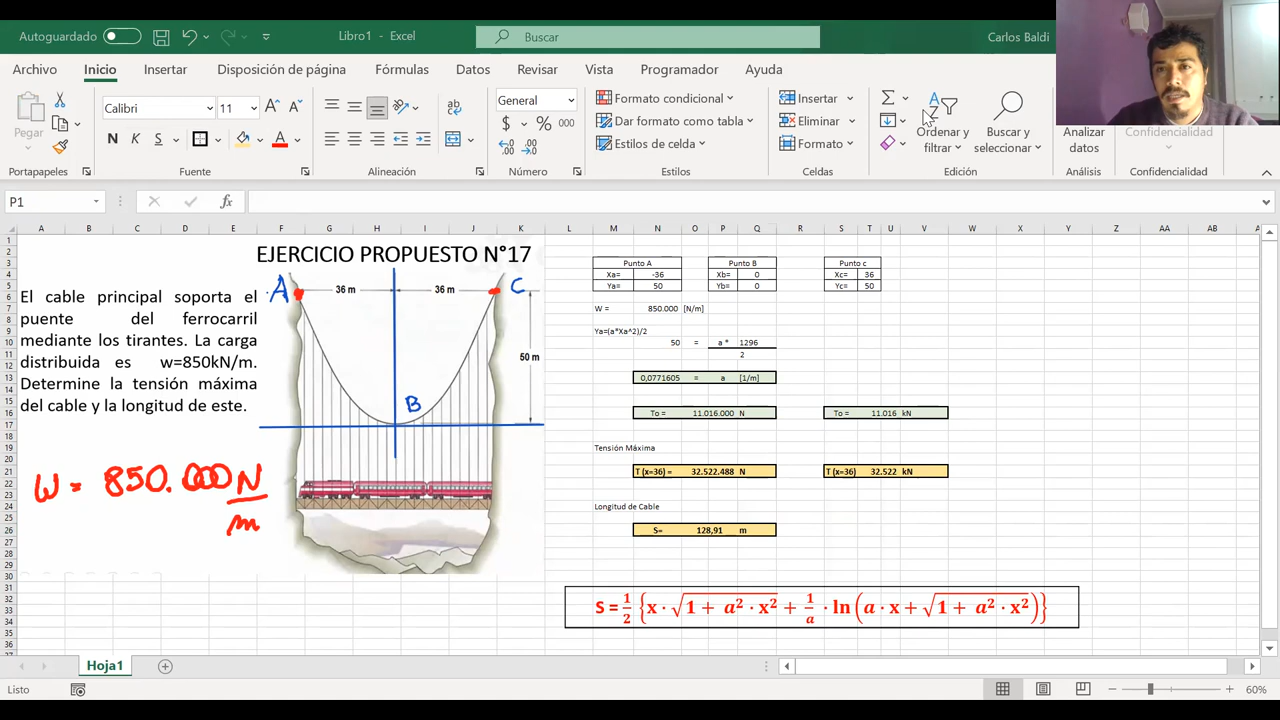 Autoguardado
Libro1 - Excel
Buscar
Carlos Baldi
Archivo Inicio Insertar Disposición de página Fórmulas Datos Revisar Vista Programador Ayuda
Pegar
Portapapeles
Calibri 11
N K S
Fuente
Alineación
General
$ % 000
Número
Formato condicional
Dar formato como tabla
Estilos de celda
Estilos
Insertar
Eliminar
Formato
Celdas
Ordenar y filtrar
Buscar y seleccionar
Edición
Analizar datos
Análisis
Confidencialidad
Confidencialidad
P1
fx
A B C D E F G H I J K L M N O P Q R S T U V W X Y Z
EJERCICIO PROPUESTO N°17
El cable principal soporta el
puente del ferrocarril
mediante los tirantes. La carga
distribuida es w=850kN/m.
Determine la tensión máxima
del cable y la longitud de este.
W = 850.000 N/m
A
36 m
36 m
C
50 m
B
Punto A Punto B Punto c
Xa= -36 Xb= 0 Xc= 36
Ya= 50 Yb= 0 Yc= 50
W = 850.000 [N/m]
Ya=(a*Xa^2)/2
50 = a * 1296
2
0,0771605 = a [1/m]
To = 11.016.000 N To = 11.016 kN
Tensión Máxima
T (x=36) = 32.522.488 N T (x=36) 32.522 kN
Longitud de Cable
S= 128,91 m
S = 1/2 {x · √(1 + a² · x²) + 1/a · ln (a · x + √(1 + a² · x²))}
Hoja1
Listo
60%